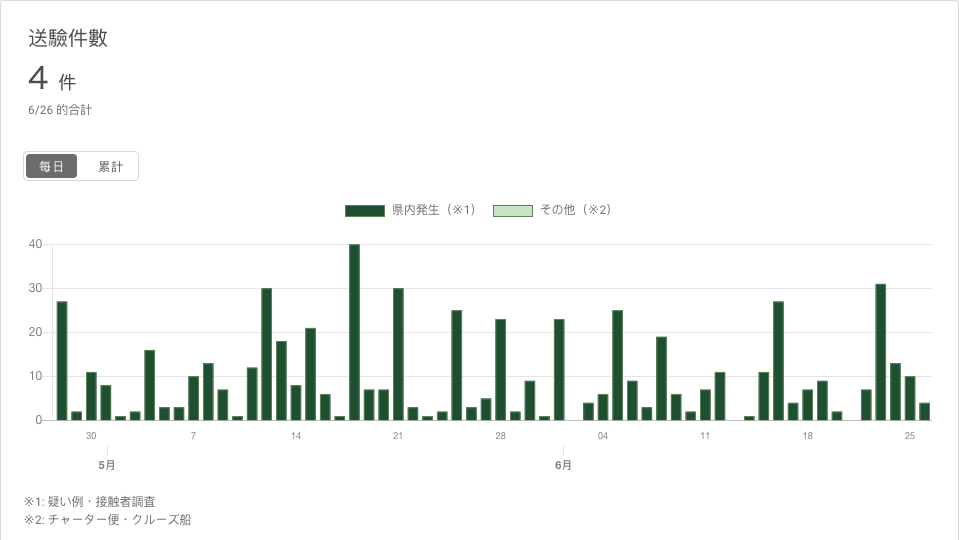 送驗件數
4 件
6/26 的合計
每日 累計
県内発生（※1） その他（※2）
40
30
20
10
0
30 7 14 21 28 04 11 18 25
5月 6月
※1: 疑い例・接触者調査
※2: チャーター便・クルーズ船